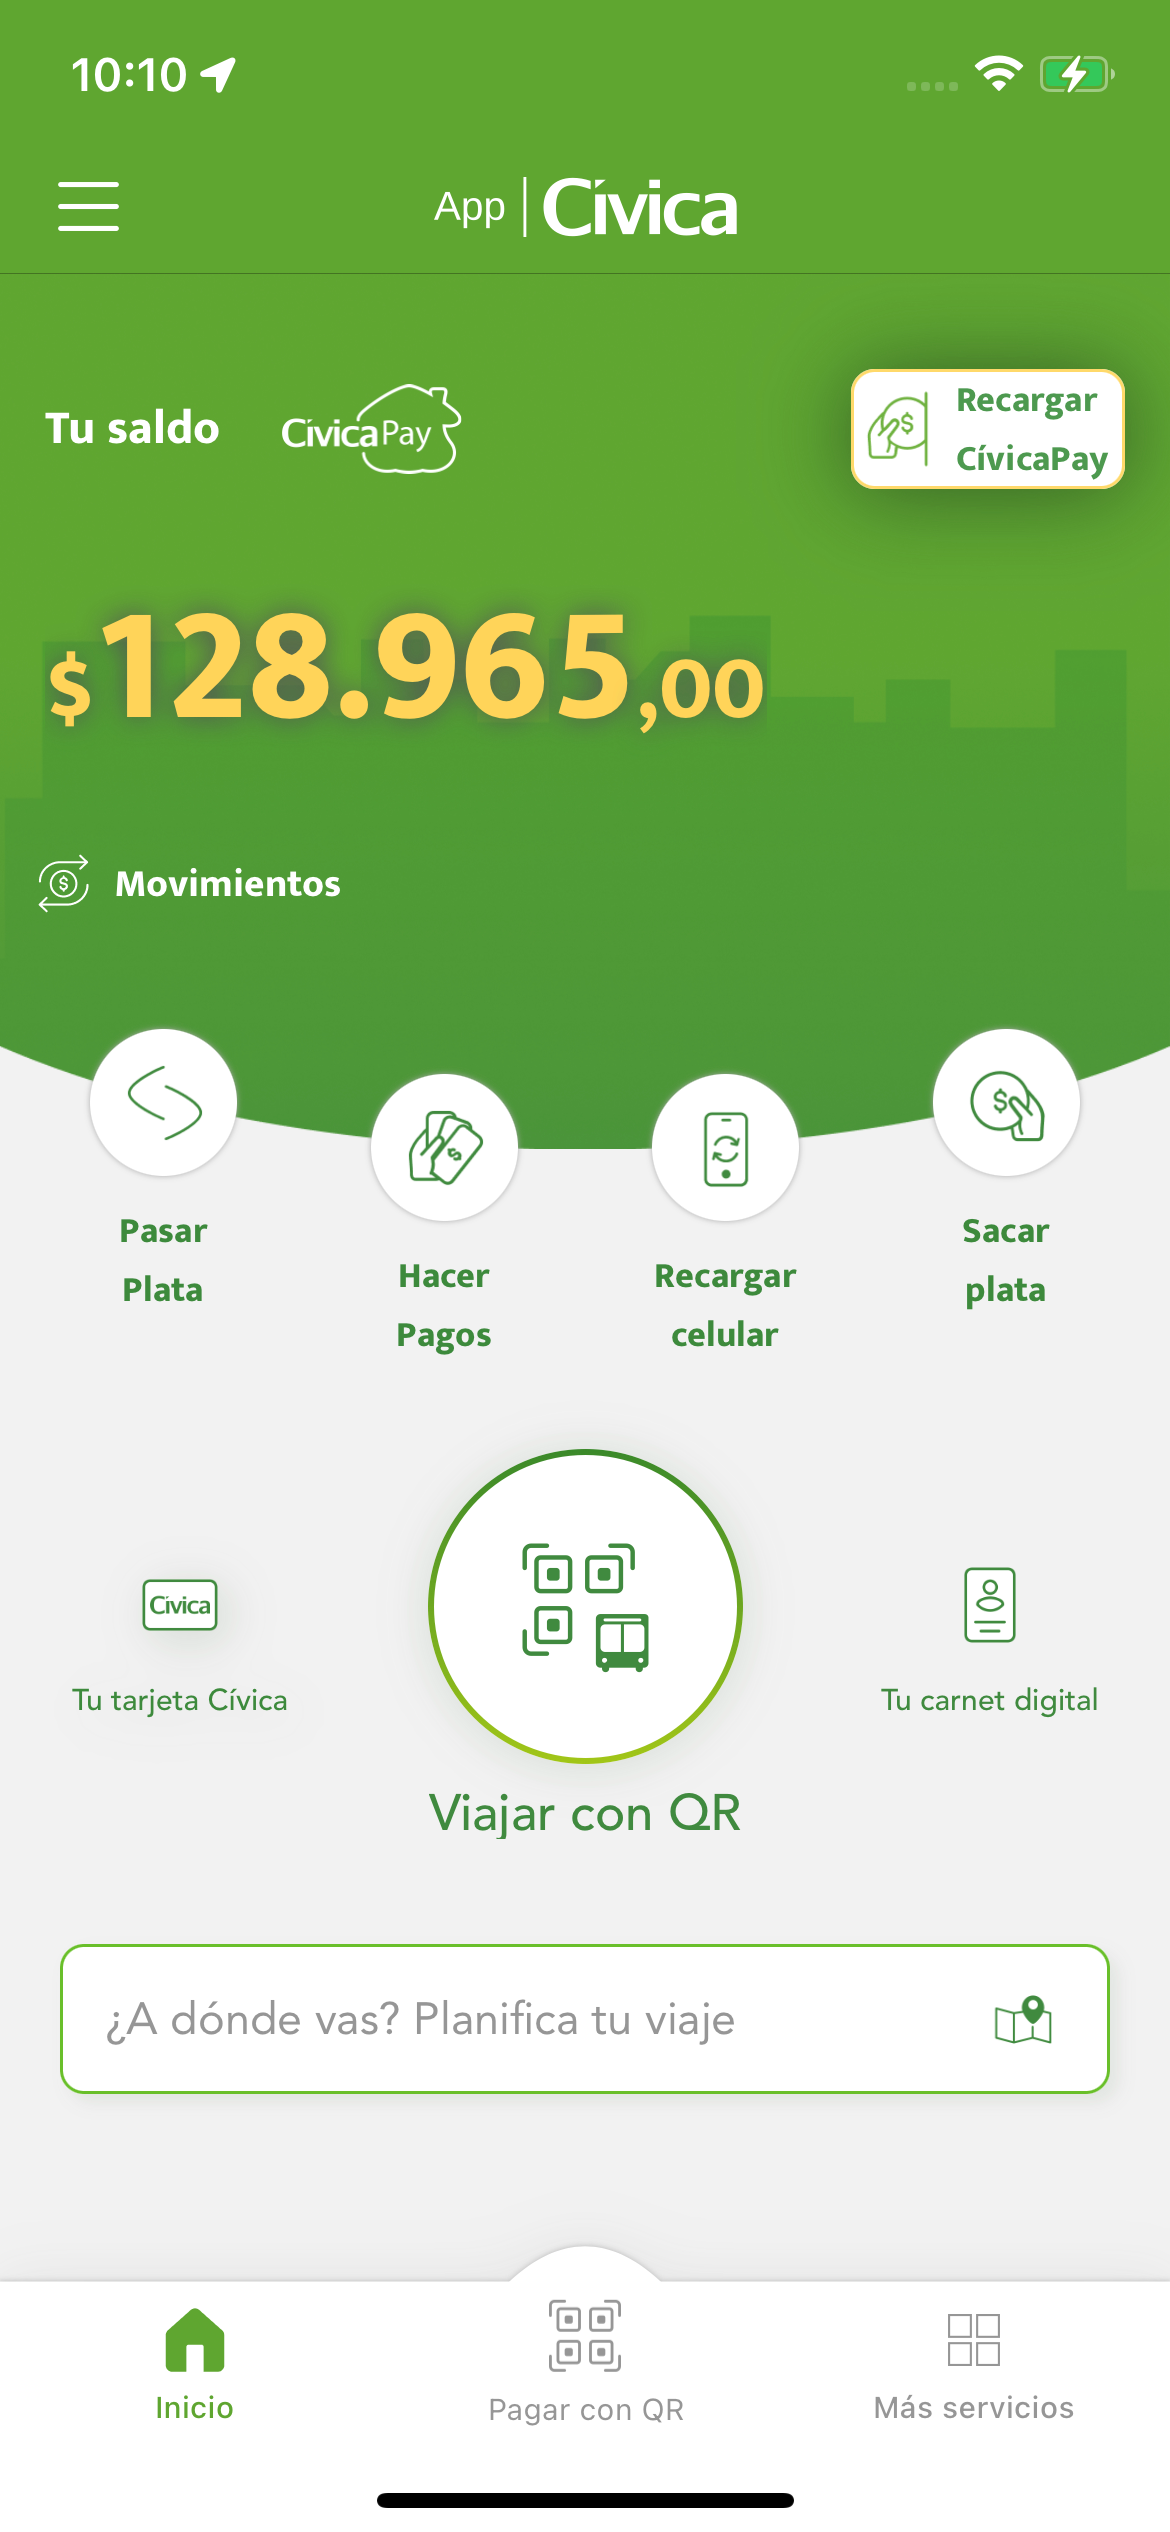 10:10
App | Cívica
Tu saldo
CívicaPay
Recargar
CívicaPay
$128.965,00
$
Movimientos
Pasar
Plata
Hacer
Pagos
Recargar
celular
Sacar
plata
Cívica
Tu tarjeta Cívica
Tu carnet digital
Viajar con QR
¿A dónde vas? Planifica tu viaje
Inicio
Pagar con QR
Más servicios